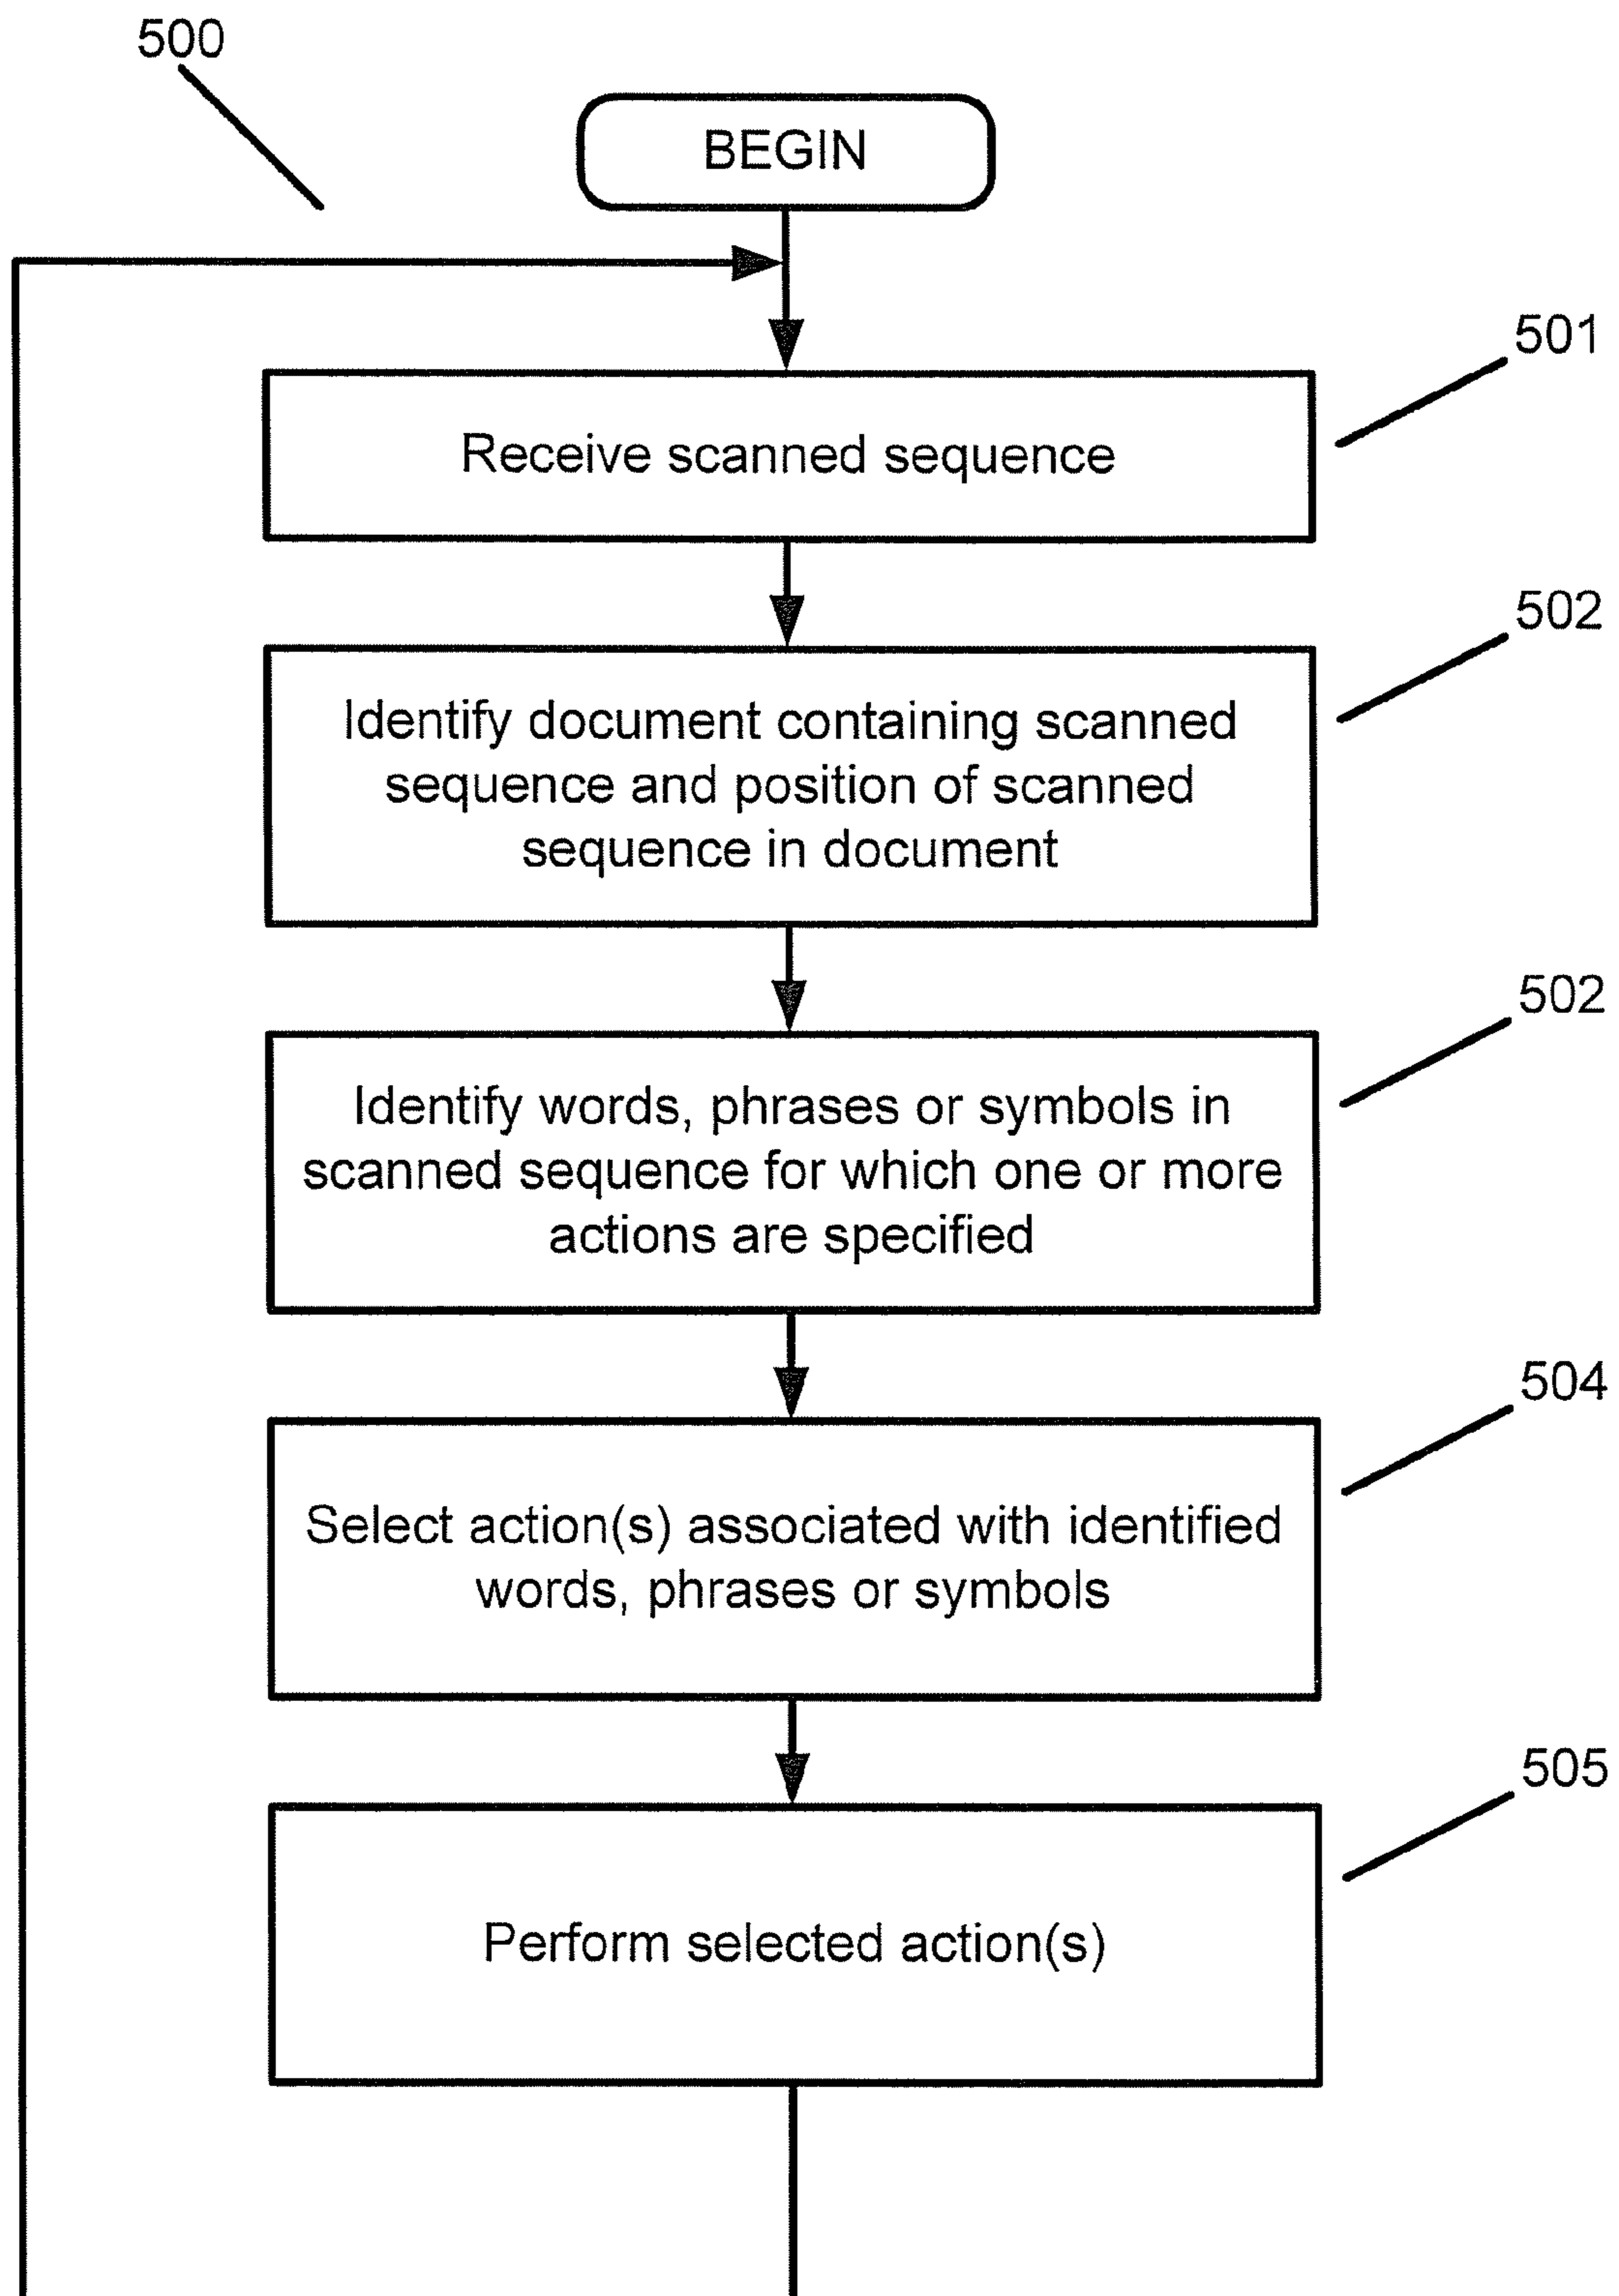 500
BEGIN
501
Receive scanned sequence
502
Identify document containing scanned
sequence and position of scanned
sequence in document
502
Identify words, phrases or symbols in
scanned sequence for which one or more
actions are specified
504
Select action(s) associated with identified
words, phrases or symbols
505
Perform selected action(s)